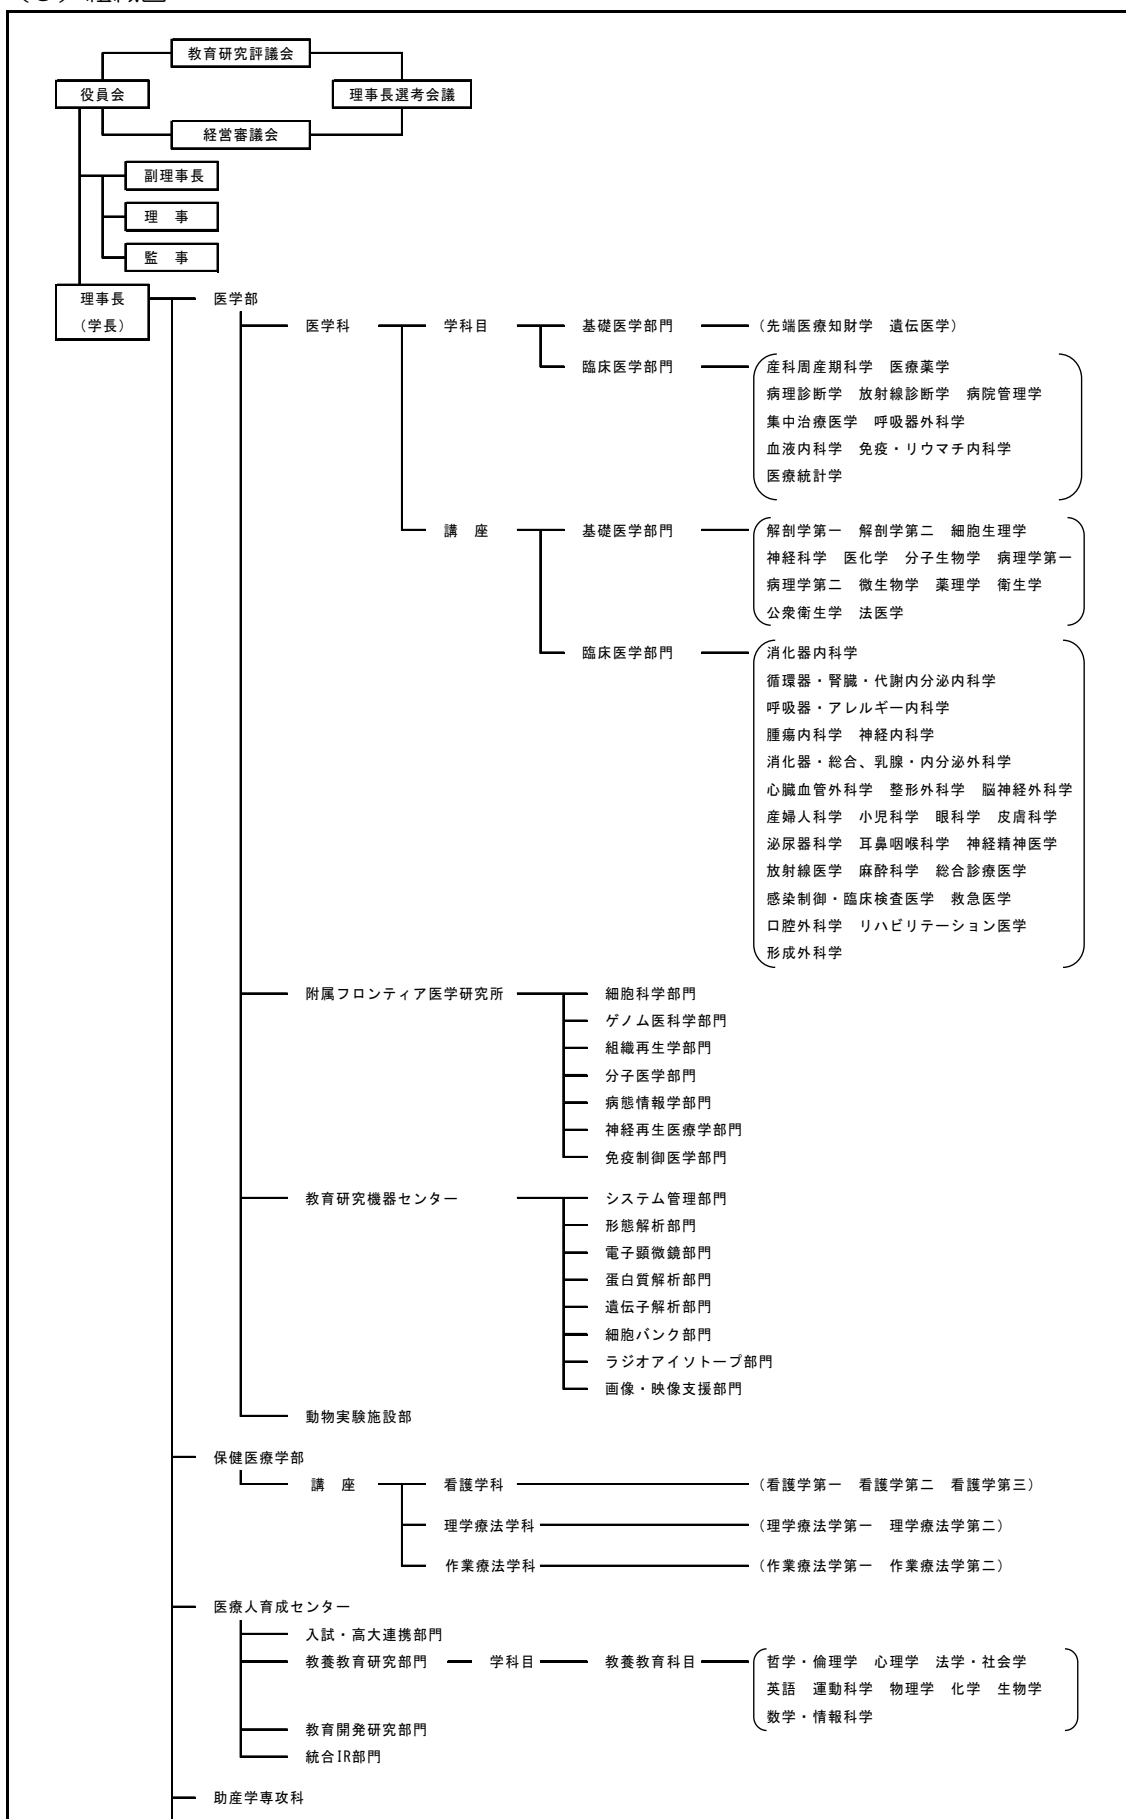 教育研究評議会
役員会　理事長選考会議
経営審議会
副理事長
理　事
監　事
理事長　医学部
（学長）
医学科　学科目　基礎医学部門　（先端医療知財学　遺伝医学）
臨床医学部門　産科周産期科学　医療薬学
病理診断学　放射線診断学　病院管理学
集中治療医学　呼吸器外科学
血液内科学　免疫・リウマチ内科学
医療統計学
講　座　基礎医学部門　解剖学第一　解剖学第二　細胞生理学
神経科学　医化学　分子生物学　病理学第一
病理学第二　微生物学　薬理学　衛生学
公衆衛生学　法医学
臨床医学部門　消化器内科学
循環器・腎臓・代謝内分泌内科学
呼吸器・アレルギー内科学
腫瘍内科学　神経内科学
消化器・総合、乳腺・内分泌外科学
心臓血管外科学　整形外科学　脳神経外科学
産婦人科学　小児科学　眼科学　皮膚科学
泌尿器科学　耳鼻咽喉科学　神経精神医学
放射線医学　麻酔科学　総合診療医学
感染制御・臨床検査医学　救急医学
口腔外科学　リハビリテーション医学
形成外科学
附属フロンティア医学研究所　細胞科学部門
ゲノム医科学部門
組織再生学部門
分子医学部門
病態情報学部門
神経再生医療学部門
免疫制御医学部門
教育研究機器センター　システム管理部門
形態解析部門
電子顕微鏡部門
蛋白質解析部門
遺伝子解析部門
細胞バンク部門
ラジオアイソトープ部門
画像・映像支援部門
動物実験施設部
保健医療学部
講　座　看護学科　（看護学第一　看護学第二　看護学第三）
理学療法学科　（理学療法学第一　理学療法学第二）
作業療法学科　（作業療法学第一　作業療法学第二）
医療人育成センター
入試・高大連携部門
教養教育研究部門　学科目　教養教育科目　哲学・倫理学　心理学　法学・社会学
英語　運動科学　物理学　化学　生物学
数学・情報科学
教育開発研究部門
統合IR部門
助産学専攻科